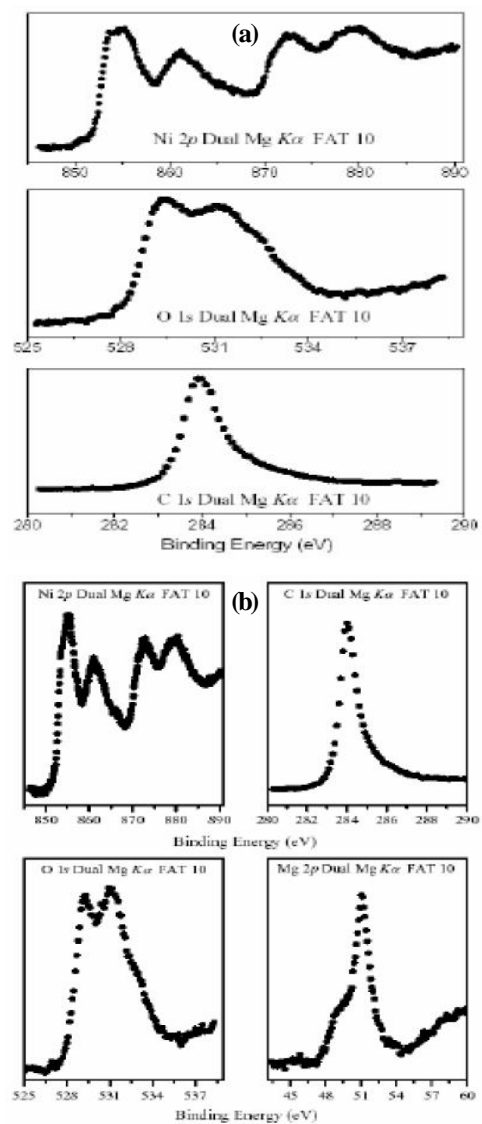 (a)
Ni 2p Dual Mg Kα FAT 10
850 860 870 880 890
O 1s Dual Mg Kα FAT 10
525 528 531 534 537
C 1s Dual Mg Kα FAT 10
280 282 284 286 288 290
Binding Energy (eV)
(b)
Ni 2p Dual Mg Kα FAT 10
850 860 870 880 890
C 1s Dual Mg Kα FAT 10
280 282 284 286 288 290
Binding Energy (eV)
O 1s Dual Mg Kα FAT 10
525 528 531 534 537
Mg 2p Dual Mg Kα FAT 10
45 48 51 54 57 60
Binding Energy (eV)
Binding Energy (eV)